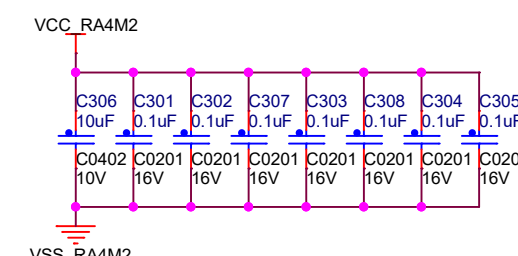 VCC_RA4M2
C306 C301 C302 C307 C303 C308 C304 C305
10uF 0.1uF 0.1uF 0.1uF 0.1uF 0.1uF 0.1uF 0.1uF
C0402 C0201 C0201 C0201 C0201 C0201 C0201 C020
10V 16V 16V 16V 16V 16V 16V 16V
VSS_RA4M2